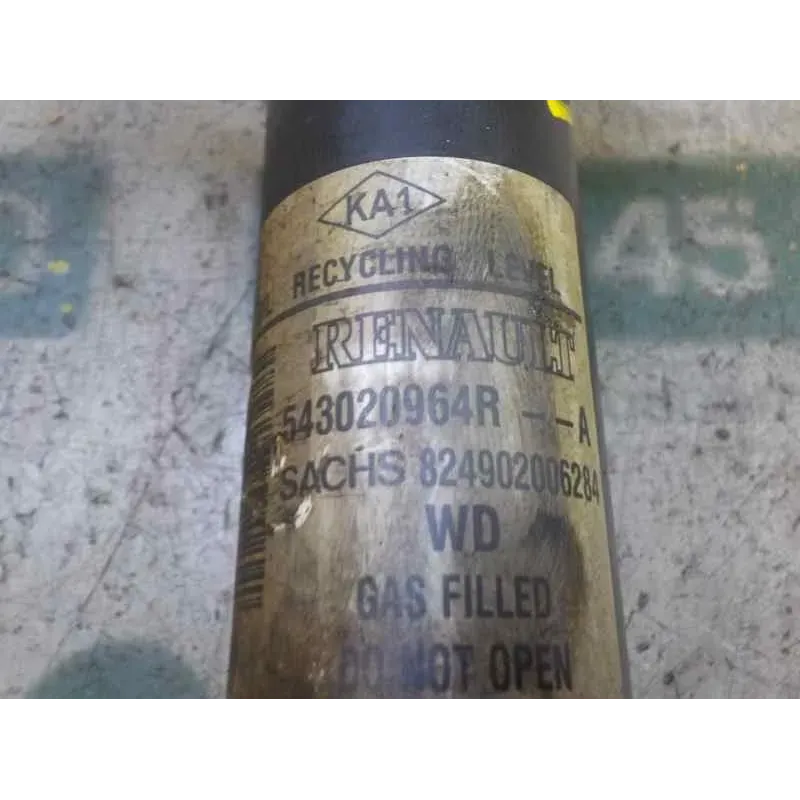 KA1
RECYCLING LEVEL
RENAULT
543020964R --A
SACHS 824902006284
WD
GAS FILLED
DO NOT OPEN
45